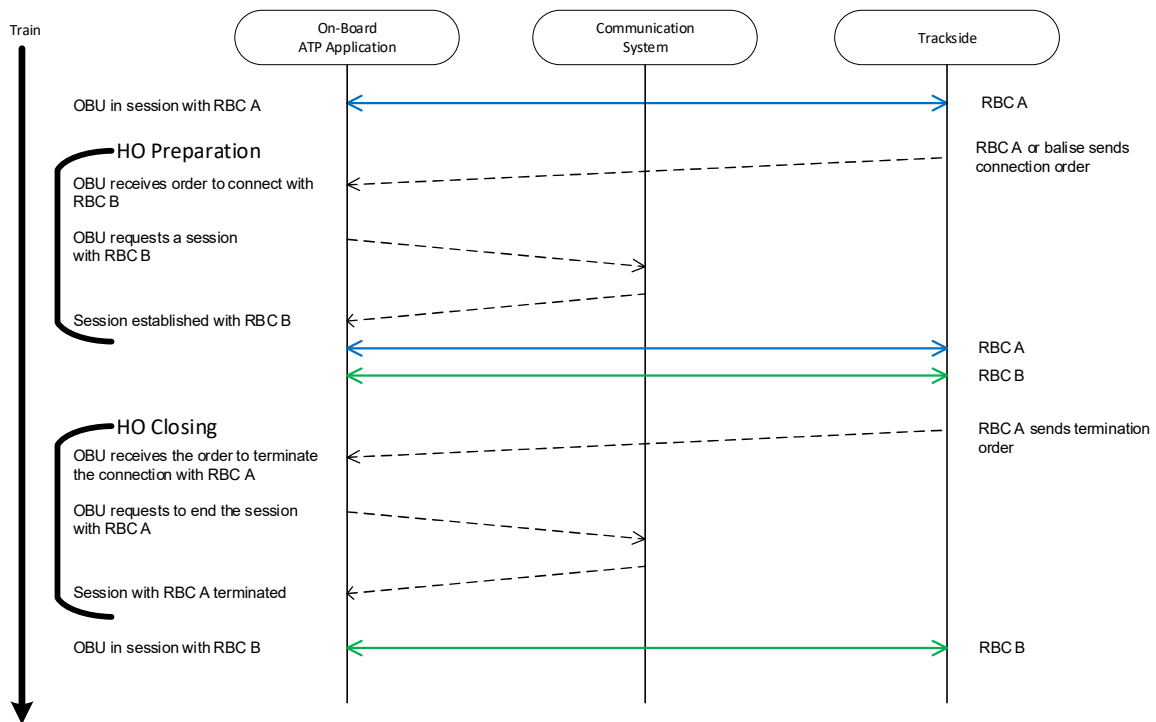 Train
On-Board
ATP Application
Communication
System
Trackside
OBU in session with RBC A
RBC A
HO Preparation
RBC A or balise sends
connection order
OBU receives order to connect with
RBC B
OBU requests a session
with RBC B
Session established with RBC B
RBC A
RBC B
HO Closing
RBC A sends termination
order
OBU receives the order to terminate
the connection with RBC A
OBU requests to end the session
with RBC A
Session with RBC A terminated
OBU in session with RBC B
RBC B